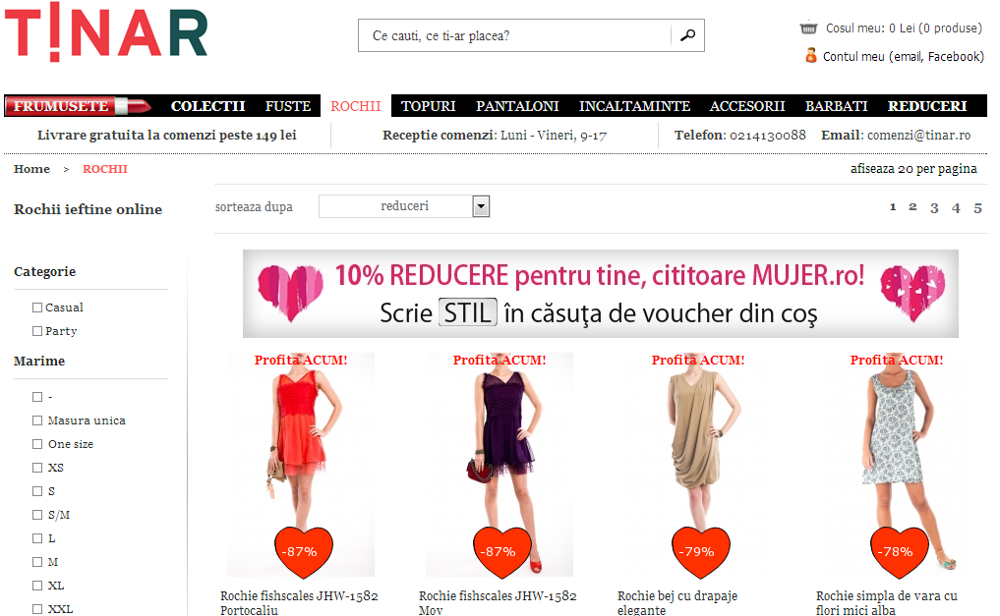 T!NAR
Ce cauti, ce ti-ar placea?
Cosul meu: 0 Lei (0 produse)
Contul meu (email, Facebook)
FRUMUSETE COLECTII FUSTE ROCHII TOPURI PANTALONI INCALTAMINTE ACCESORII BARBATI REDUCERI
Livrare gratuita la comenzi peste 149 lei Receptie comenzi: Luni - Vineri, 9-17 Telefon: 0214130088 Email: comenzi@tinar.ro
Home > ROCHII afiseaza 20 per pagina
Rochii ieftine online sorteaza dupa reduceri 1 2 3 4 5
10% REDUCERE pentru tine, cititoare MUJER.ro!
Scrie STIL în căsuţa de voucher din coş
Categorie
Casual
Party
Marime
-
Masura unica
One size
XS
S
S/M
L
M
XL
XXL
Profita ACUM! Profita ACUM! Profita ACUM! Profita ACUM!
-87% -87% -79% -78%
Rochie fishscales JHW-1582 Rochie fishscales JHW-1582 Rochie bej cu drapaje Rochie simpla de vara cu
Portocaliu Mov elegante flori mici alba